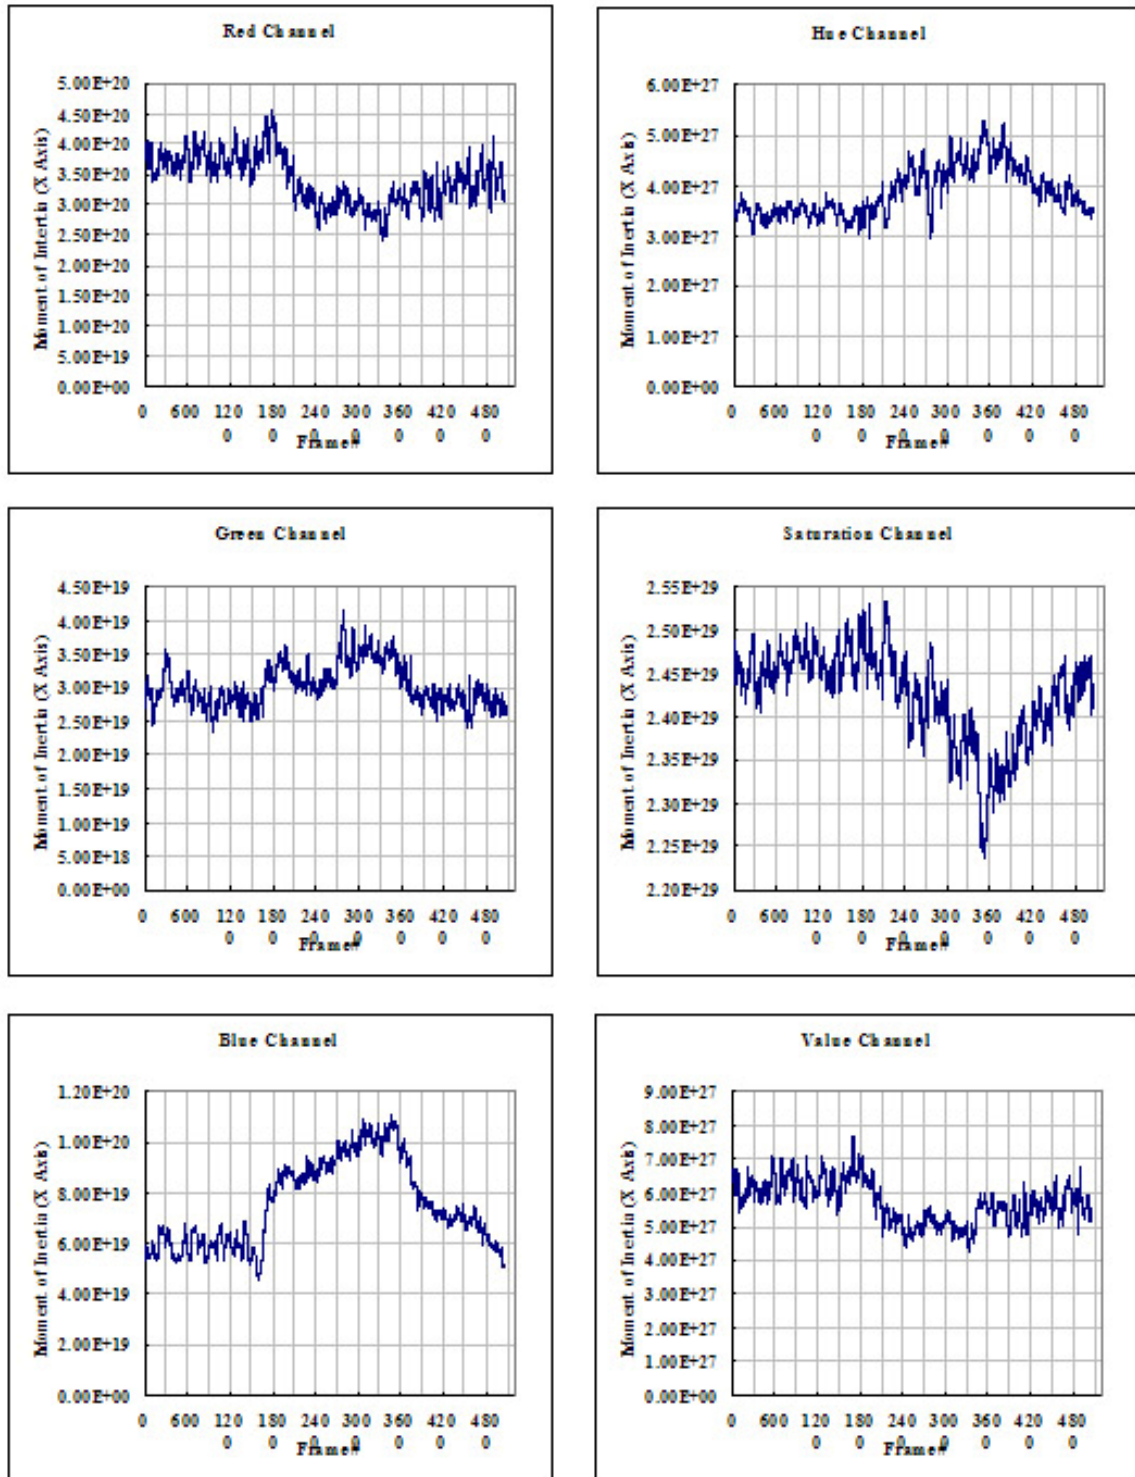 Red Channel
Moment of Intertia (X Axis)
5.00E+20
4.50E+20
4.00E+20
3.50E+20
3.00E+20
2.50E+20
2.00E+20
1.50E+20
1.00E+20
5.00E+19
0.00E+00
0 600 120 180 240 300 360 420 480
0 0 0 0 0 0 0
Frame#
Hue Channel
Moment of Inertia (X Axis)
6.00E+27
5.00E+27
4.00E+27
3.00E+27
2.00E+27
1.00E+27
0.00E+00
0 600 120 180 240 300 360 420 480
0 0 0 0 0 0 0
Frame#
Green Channel
Moment of Inertia (X Axis)
4.50E+19
4.00E+19
3.50E+19
3.00E+19
2.50E+19
2.00E+19
1.50E+19
1.00E+19
5.00E+18
0.00E+00
0 600 120 180 240 300 360 420 480
0 0 0 0 0 0 0
Frame#
Saturation Channel
Moment of Inertia (X Axis)
2.55E+29
2.50E+29
2.45E+29
2.40E+29
2.35E+29
2.30E+29
2.25E+29
2.20E+29
0 600 120 180 240 300 360 420 480
0 0 0 0 0 0 0
Frame#
Blue Channel
Moment of Inertia (X Axis)
1.20E+20
1.00E+20
8.00E+19
6.00E+19
4.00E+19
2.00E+19
0.00E+00
0 600 120 180 240 300 360 420 480
0 0 0 0 0 0 0
Frame#
Value Channel
Moment of Inertia (X Axis)
9.00E+27
8.00E+27
7.00E+27
6.00E+27
5.00E+27
4.00E+27
3.00E+27
2.00E+27
1.00E+27
0.00E+00
0 600 120 180 240 300 360 420 480
0 0 0 0 0 0 0
Frame#